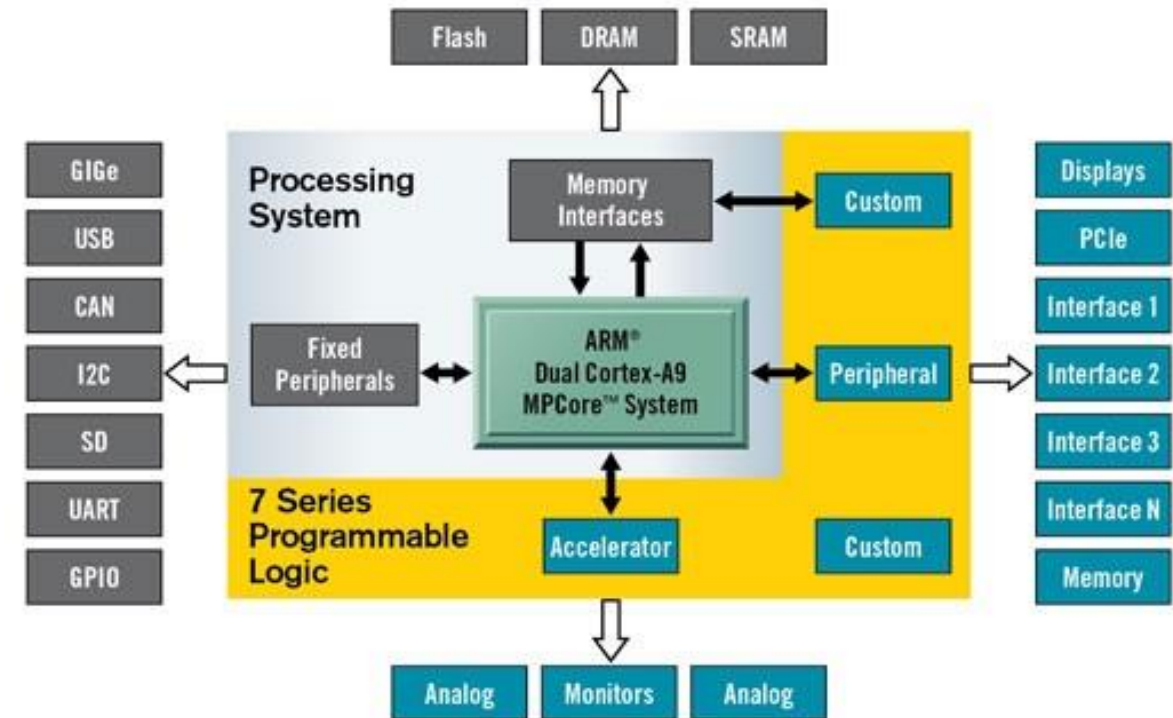 Flash
DRAM
SRAM
GIGe
USB
CAN
I2C
SD
UART
GPIO
Processing
System
Memory
Interfaces
Custom
Fixed
Peripherals
ARM®
Dual Cortex-A9
MPCore™ System
Peripheral
7 Series
Programmable
Logic
Accelerator
Custom
Displays
PCIe
Interface 1
Interface 2
Interface 3
Interface N
Memory
Analog
Monitors
Analog